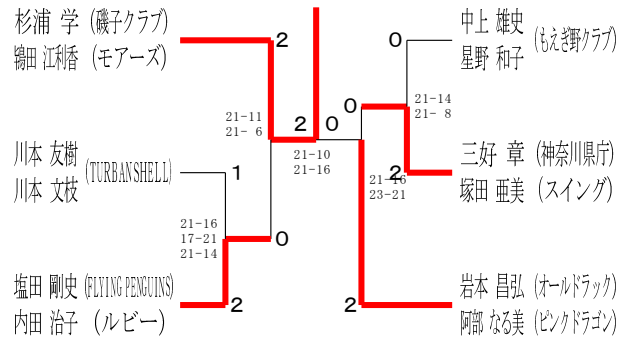 杉浦 学 (磯子クラブ)
鴇田 江利香 (モアーズ)
2
21-11
21- 6
川本 友樹
川本 文枝
(TURBANSHELL)
1
21-16
17-21
21-14
0
塩田 剛史 (FLYING PENGUINS)
内田 治子 (ルビー)
2
2
0
21-10
21-16
中上 雄史
星野 和子
(もえぎ野クラブ)
0
0
21-14
21- 8
三好 章 (神奈川県庁)
塚田 亜美 (スイング)
2
21-16
23-21
岩本 昌弘 (オールドラック)
阿部 なる美 (ピンクドラゴン)
2